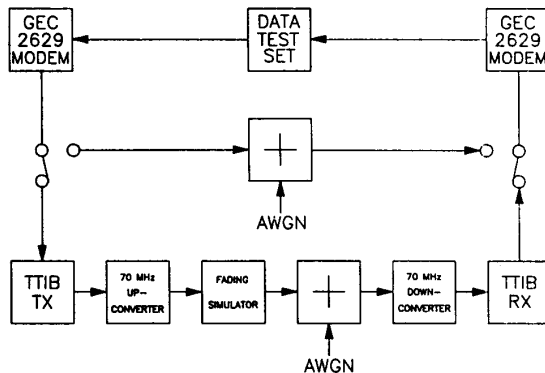 GEC
2629
MODEM
DATA
TEST
SET
GEC
2629
MODEM
AWGN
TTIB
TX
70 MHz
UP-
CONVERTER
FADING
SIMULATOR
70 MHz
DOWN-
CONVERTER
TTIB
RX
AWGN